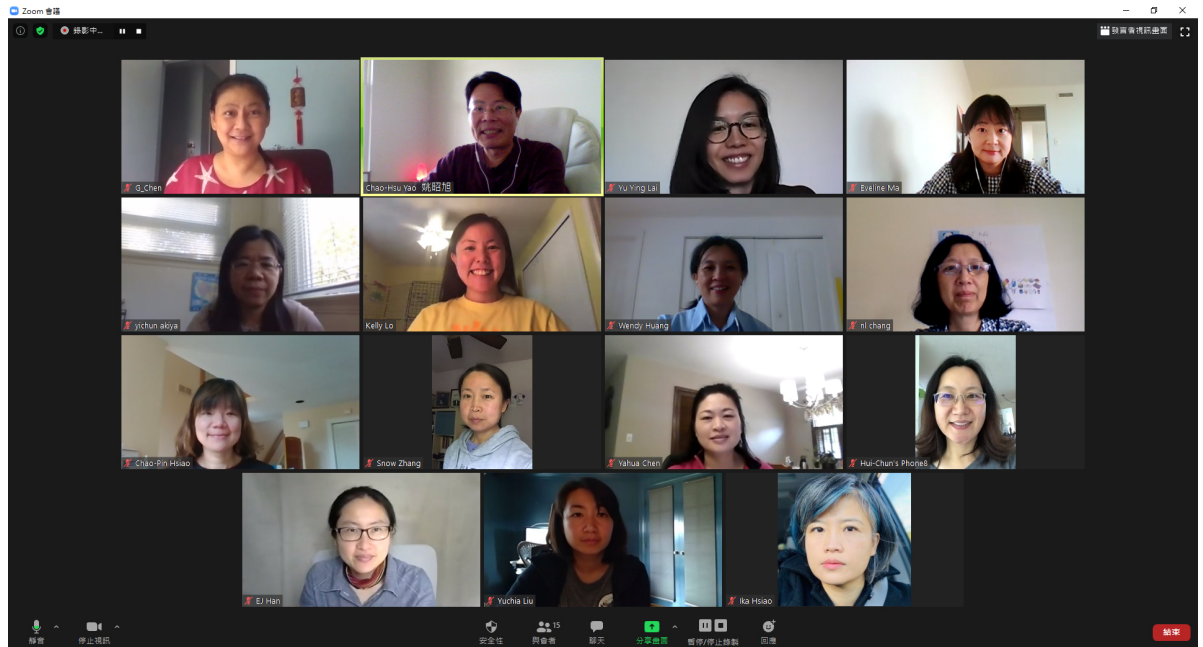 Zoom 會議
錄影中...
發言者視訊畫面
G_Chen
Chao-Hsu Yao 姚昭旭
Yu Ying Lai
Eveline Ma
yichun akiya
Kelly Lo
Wendy Huang
nl chang
Chao-Pin Hsiao
Snow Zhang
Yahua Chen
Hui-Chun's Phone8
EJ Han
Yuchia Liu
Ika Hsiao
靜音
停止視訊
安全性
15
與會者
聊天
分享畫面
暫停/停止錄製
回應
結束